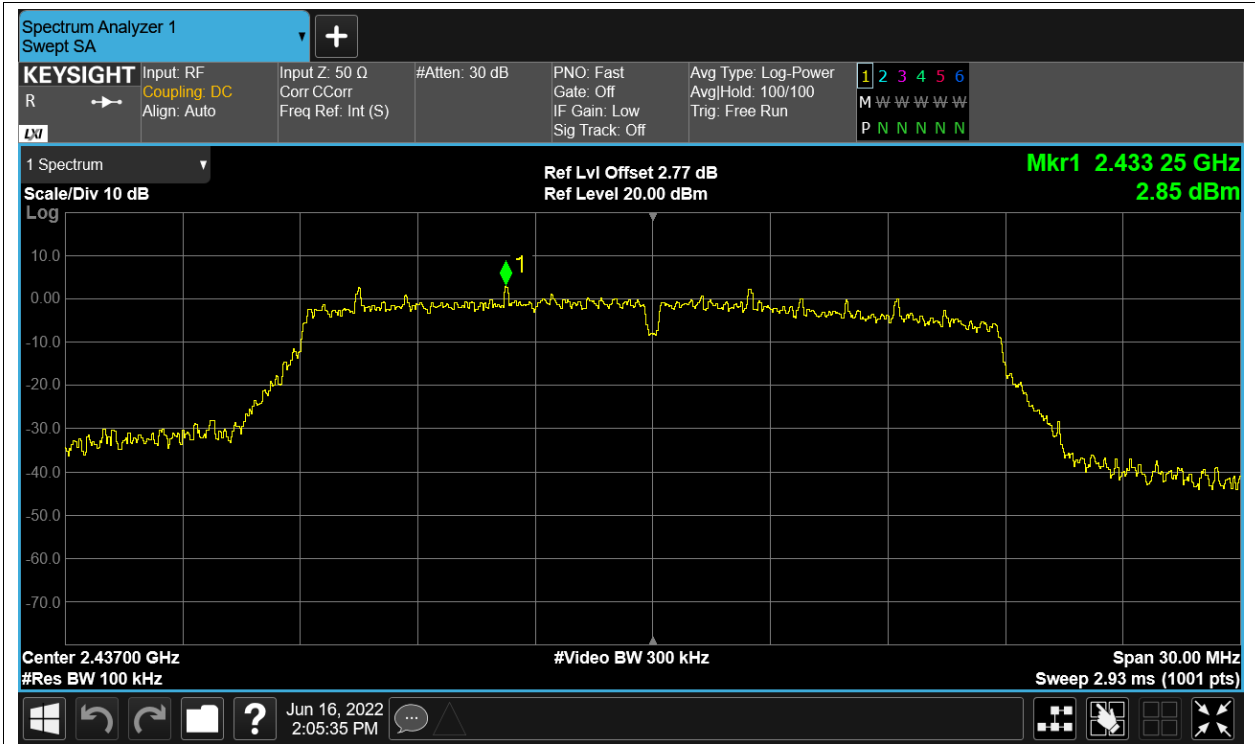 Spectrum Analyzer 1
Swept SA
KEYSIGHT
R
LXI
Input: RF
Coupling: DC
Align: Auto
Input Z: 50 Ω
Corr CCorr
Freq Ref: Int (S)
#Atten: 30 dB
PNO: Fast
Gate: Off
IF Gain: Low
Sig Track: Off
Avg Type: Log-Power
Avg|Hold: 100/100
Trig: Free Run
1 2 3 4 5 6
M W W W W W W
P N N N N N N
1 Spectrum
Scale/Div 10 dB
Log
Ref Lvl Offset 2.77 dB
Ref Level 20.00 dBm
Mkr1 2.433 25 GHz
2.85 dBm
1
10.0
0.00
-10.0
-20.0
-30.0
-40.0
-50.0
-60.0
-70.0
Center 2.43700 GHz
#Video BW 300 kHz
Span 30.00 MHz
#Res BW 100 kHz
Sweep 2.93 ms (1001 pts)
?
Jun 16, 2022
2:05:35 PM